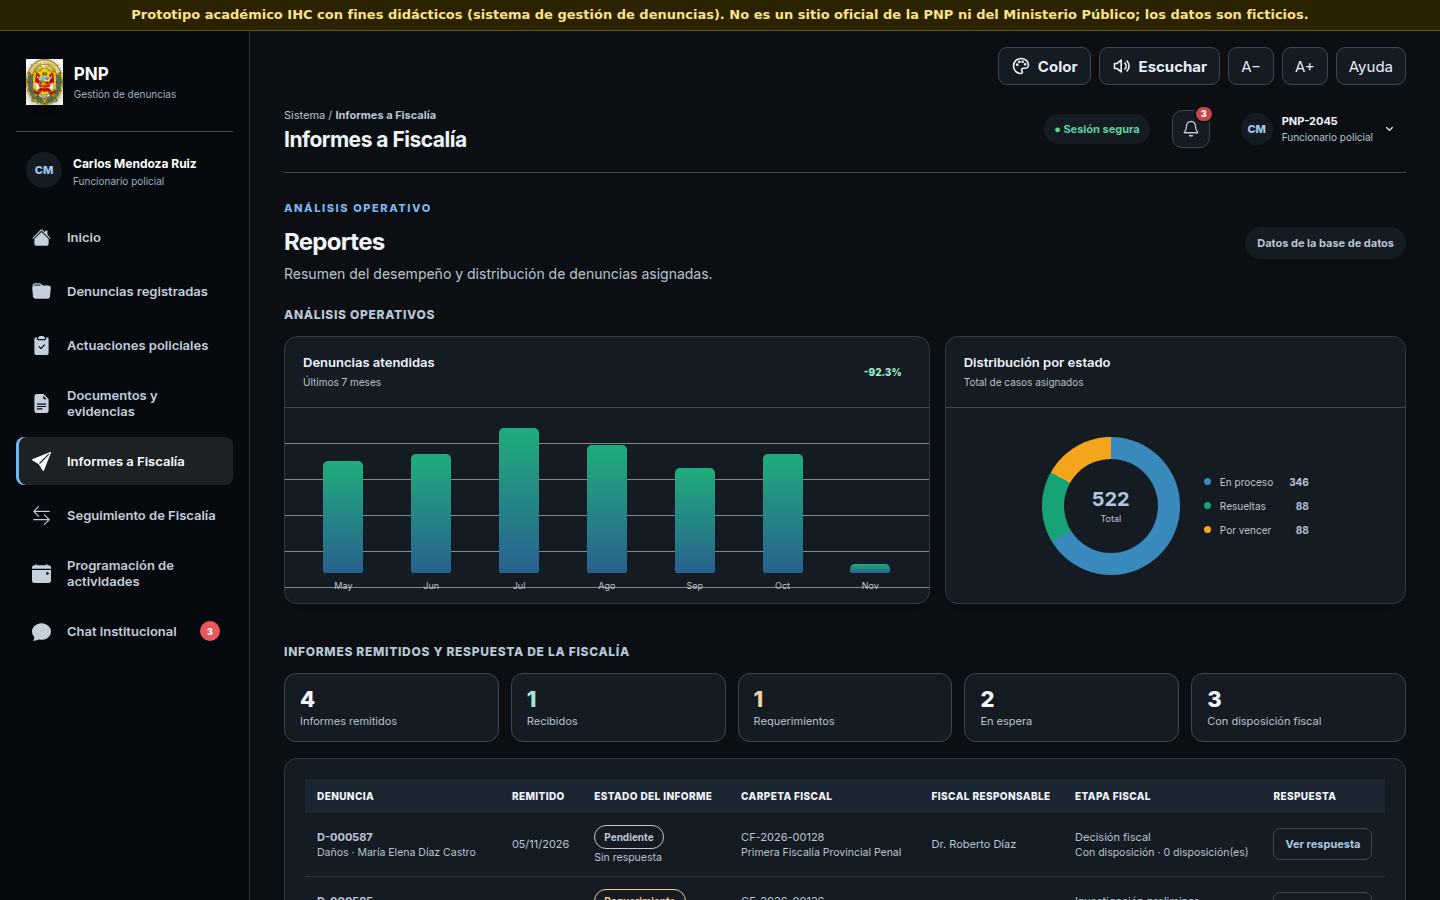 Prototipo académico IHC con fines didácticos (sistema de gestión de denuncias). No es un sitio oficial de la PNP ni del Ministerio Público; los datos son ficticios.
PNP
Gestión de denuncias
Carlos Mendoza Ruiz
CM
Funcionario policial
Inicio
Denuncias registradas
Actuaciones policiales
Documentos y
evidencias
Informes a Fiscalía
Seguimiento de Fiscalía
Programación de
actividades
Chat institucional 3
Color Escuchar A− A+ Ayuda
Sistema / Informes a Fiscalía
Informes a Fiscalía
● Sesión segura
3
CM
PNP-2045
Funcionario policial
ANÁLISIS OPERATIVO
Reportes
Datos de la base de datos
Resumen del desempeño y distribución de denuncias asignadas.
ANÁLISIS OPERATIVOS
Denuncias atendidas
Últimos 7 meses
-92.3%
May Jun Jul Ago Sep Oct Nov
Distribución por estado
Total de casos asignados
522
Total
En proceso 346
Resueltas 88
Por vencer 88
INFORMES REMITIDOS Y RESPUESTA DE LA FISCALÍA
4
Informes remitidos
1
Recibidos
1
Requerimientos
2
En espera
3
Con disposición fiscal
DENUNCIA REMITIDO ESTADO DEL INFORME CARPETA FISCAL FISCAL RESPONSABLE ETAPA FISCAL RESPUESTA
D-000587
Daños · María Elena Díaz Castro
05/11/2026
Pendiente
Sin respuesta
CF-2026-00128
Primera Fiscalía Provincial Penal
Dr. Roberto Díaz
Decisión fiscal
Con disposición · 0 disposición(es)
Ver respuesta